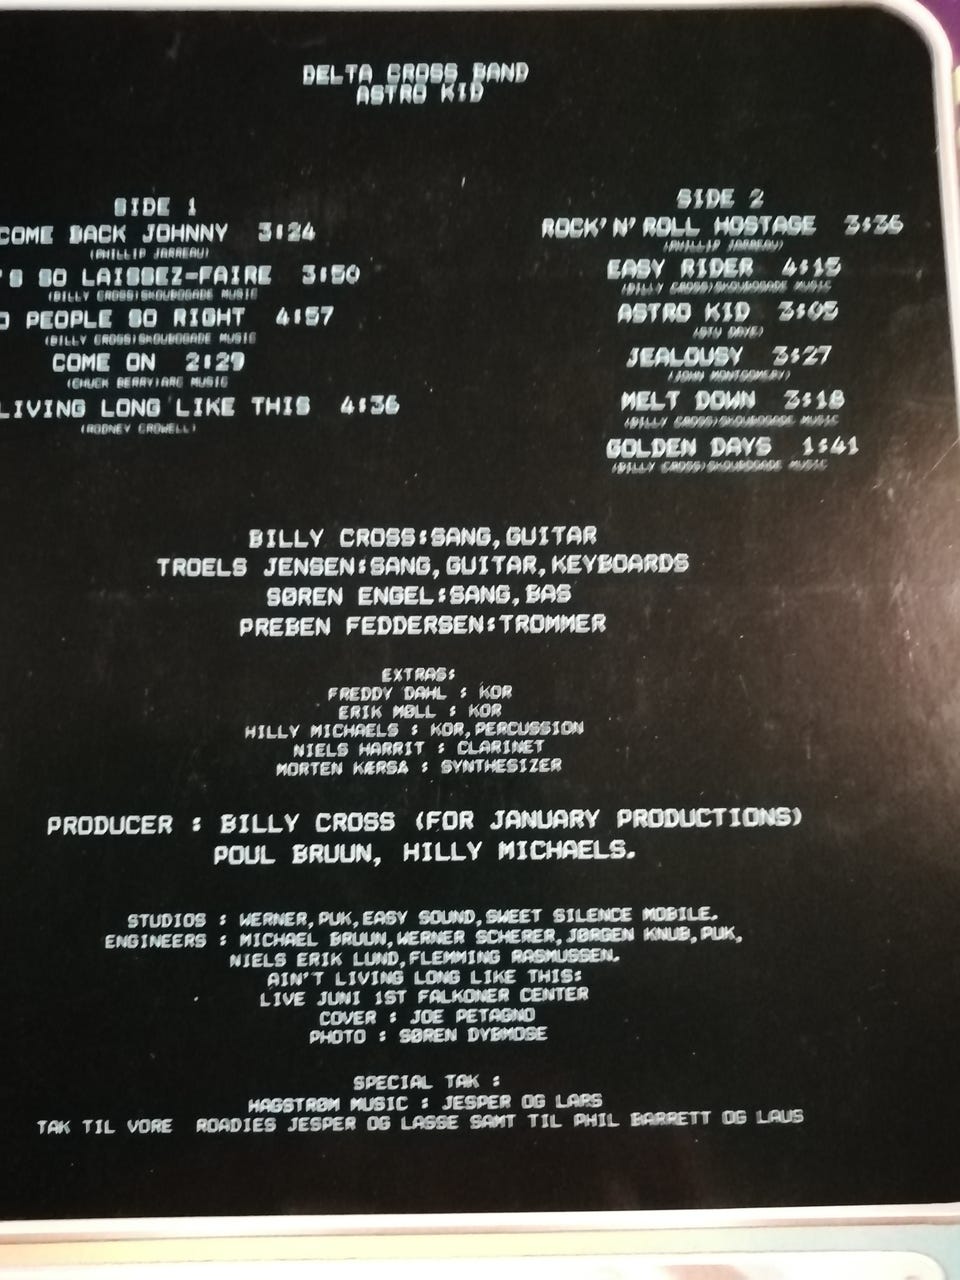 DELTA CROSS BAND
ASTRO KID
SIDE 1
COME BACK JOHNNY 3:24
(PHILLIP JARREAU)
'S SO LAISSEZ-FAIRE 3:50
(BILLY CROSS)SKOUBOGADE MUSIC
O PEOPLE SO RIGHT 4:57
(BILLY CROSS)SKOUBOGADE MUSIC
COME ON 2:29
(CHUCK BERRY)ARC MUSIC
LIVING LONG LIKE THIS 4:36
(RODNEY CROWELL)
SIDE 2
ROCK'N'ROLL HOSTAGE 3:36
(PHILLIP JARREAU)
EASY RIDER 4:15
(BILLY CROSS)SKOUBOGADE MUSIC
ASTRO KID 3:05
(STU DAYE)
JEALOUSY 3:27
(JOHN MONTGOMERY)
MELT DOWN 3:18
(BILLY CROSS)SKOUBOGADE MUSIC
GOLDEN DAYS 1:41
(BILLY CROSS)SKOUBOGADE MUSIC
BILLY CROSS:SANG,GUITAR
TROELS JENSEN:SANG,GUITAR,KEYBOARDS
SØREN ENGEL:SANG,BAS
PREBEN FEDDERSEN:TROMMER
EXTRAS:
FREDDY DAHL : KOR
ERIK MØLL : KOR
HILLY MICHAELS : KOR,PERCUSSION
NIELS HARRIT : CLARINET
MORTEN KÆRSÅ : SYNTHESIZER
PRODUCER : BILLY CROSS (FOR JANUARY PRODUCTIONS)
POUL BRUUN, HILLY MICHAELS.
STUDIOS : WERNER,PUK,EASY SOUND,SWEET SILENCE MOBILE.
ENGINEERS : MICHAEL BRUUN,WERNER SCHERER,JØRGEN KNUB,PUK,
NIELS ERIK LUND,FLEMMING RASMUSSEN.
AIN'T LIVING LONG LIKE THIS:
LIVE JUNI 1ST FALKONER CENTER
COVER : JOE PETAGNO
PHOTO : SØREN DYBMOSE
SPECIAL TAK :
HAGSTRØM MUSIC : JESPER OG LARS
TAK TIL VORE ROADIES JESPER OG LASSE SAMT TIL PHIL BARRETT OG LAUS